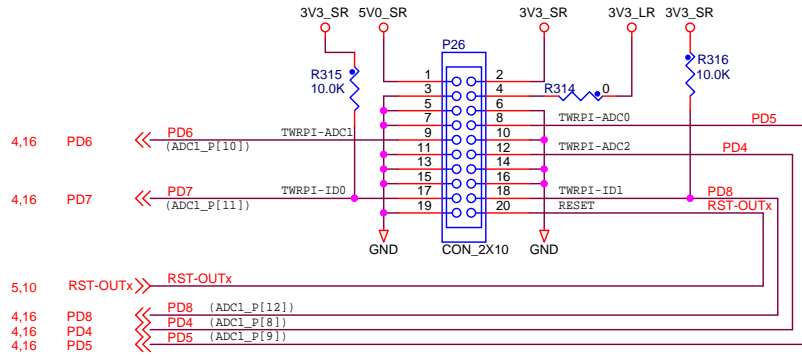 3V3_SR 5V0_SR 3V3_SR 3V3_LR 3V3_SR
P26
R315
10.0K
R314 0
R316
10.0K
1 2
3 4
5 6
7 8 TWRPI-ADC0 PD5
4,16 PD6 PD6 TWRPI-ADC1 9 10
(ADC1_P[10])
11 12 TWRPI-ADC2 PD4
13 14
15 16
4,16 PD7 PD7 TWRPI-ID0 17 18 TWRPI-ID1 PD8
(ADC1_P[11])
19 20 RESET RST-OUTx
GND CON_2X10 GND
5,10 RST-OUTx RST-OUTx
4,16 PD8 PD8 (ADC1_P[12])
4,16 PD4 PD4 (ADC1_P[8])
4,16 PD5 PD5 (ADC1_P[9])